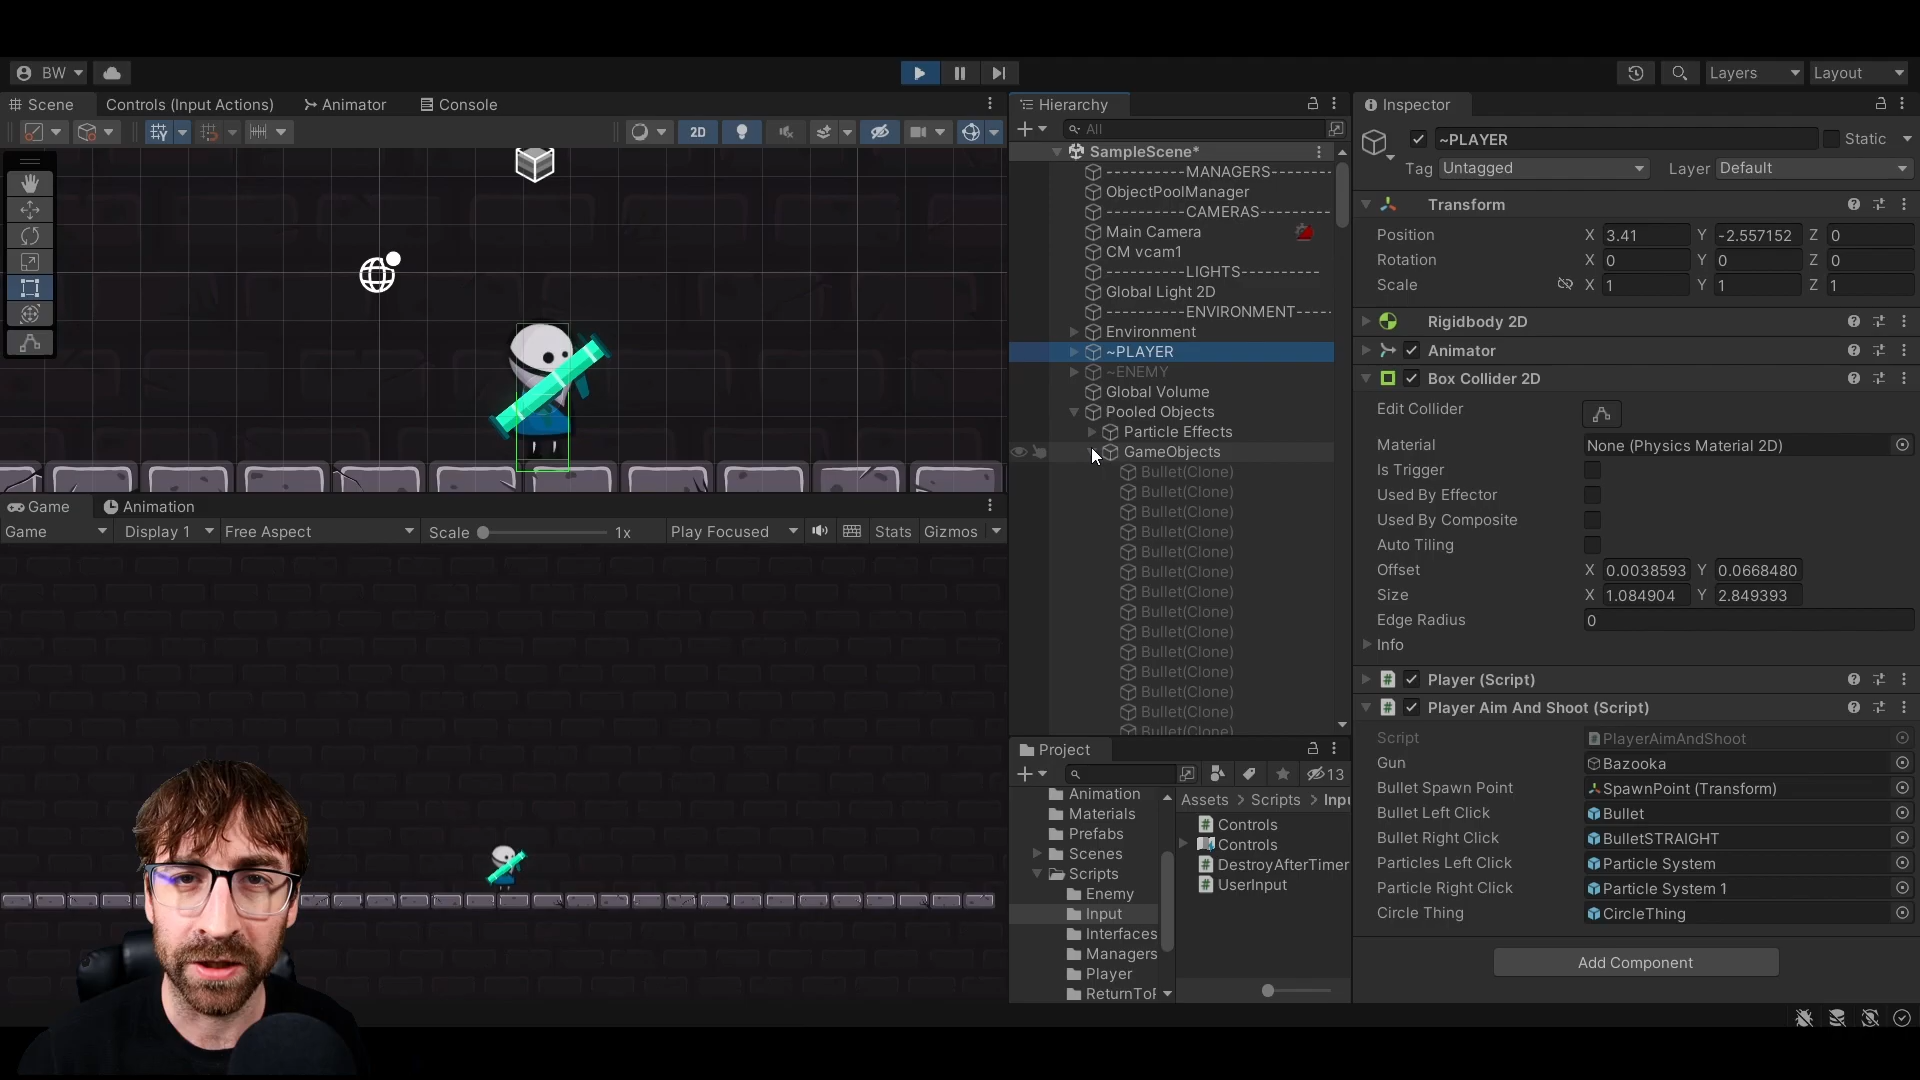 BW
Layers
Layout
Scene
Controls (Input Actions)
Animator
Console
2D
Game
Animation
Game
Display 1
Free Aspect
Scale
1x
Play Focused
Stats
Gizmos
Hierarchy
All
SampleScene*
----------MANAGERS--------
ObjectPoolManager
----------CAMERAS---------
Main Camera
CM vcam1
----------LIGHTS----------
Global Light 2D
----------ENVIRONMENT-----
Environment
~PLAYER
~ENEMY
Global Volume
Pooled Objects
Particle Effects
GameObjects
Bullet(Clone)
Bullet(Clone)
Bullet(Clone)
Bullet(Clone)
Bullet(Clone)
Bullet(Clone)
Bullet(Clone)
Bullet(Clone)
Bullet(Clone)
Bullet(Clone)
Bullet(Clone)
Bullet(Clone)
Bullet(Clone)
Bullet(Clone)
Project
13
Animation
Materials
Prefabs
Scenes
Scripts
Enemy
Input
Interfaces
Managers
Player
ReturnToF
Assets > Scripts > Inpu
Controls
Controls
DestroyAfterTimer
UserInput
Inspector
~PLAYER
Static
Tag Untagged Layer Default
Transform
Position X 3.41 Y -2.557152 Z 0
Rotation X 0 Y 0 Z 0
Scale X 1 Y 1 Z 1
Rigidbody 2D
Animator
Box Collider 2D
Edit Collider
Material None (Physics Material 2D)
Is Trigger
Used By Effector
Used By Composite
Auto Tiling
Offset X 0.0038593 Y 0.0668480
Size X 1.084904 Y 2.849393
Edge Radius 0
Info
# Player (Script)
# Player Aim And Shoot (Script)
Script PlayerAimAndShoot
Gun Bazooka
Bullet Spawn Point SpawnPoint (Transform)
Bullet Left Click Bullet
Bullet Right Click BulletSTRAIGHT
Particles Left Click Particle System
Particle Right Click Particle System 1
Circle Thing CircleThing
Add Component